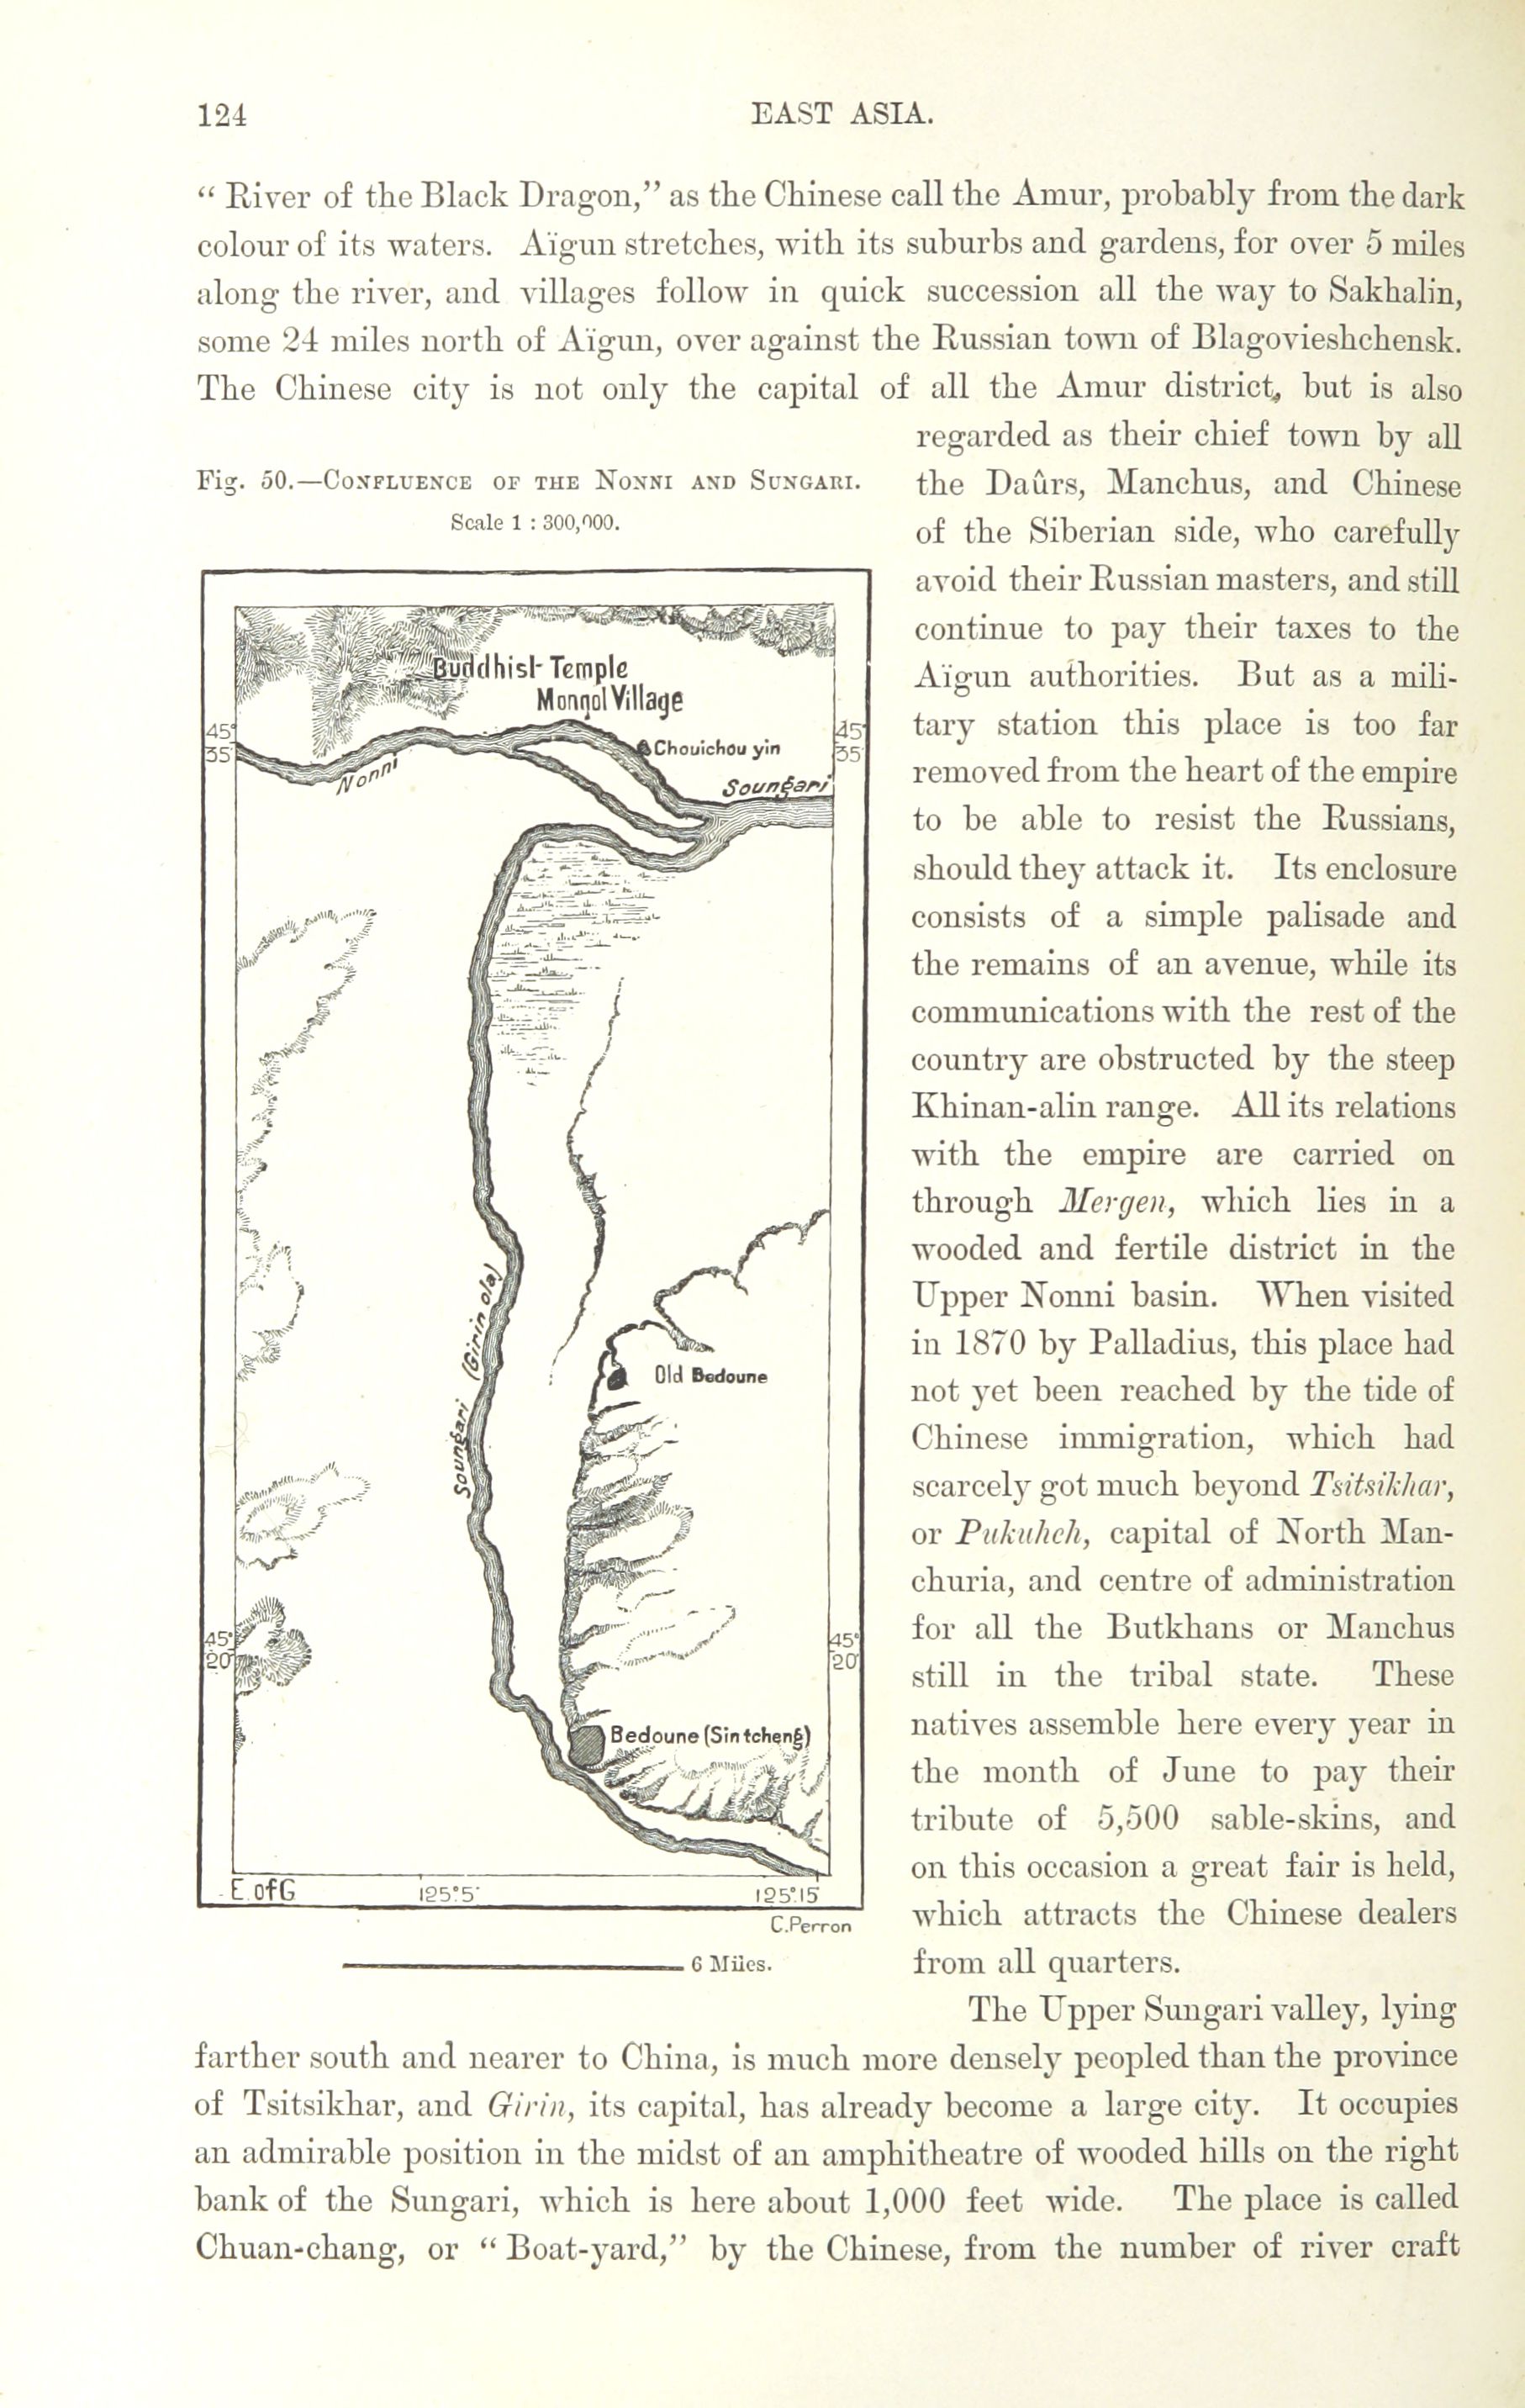 124
EAST ASIA.
“ River of the Black Dragon,” as the Chinese call the Amur, probably from the dark
colour of its waters. Aïgun stretches, with its suburbs and gardens, for over 5 miles
along the river, and villages follow in quick succession all the way to Sakhalin,
some 24 miles north of Aïgun, over against the Russian town of Blagovieshchensk.
The Chinese city is not only the capital of all the Amur district, but is also
regarded as their chief town by all
the Daûrs, Manchus, and Chinese
of the Siberian side, who carefully
avoid their Russian masters, and still
continue to pay their taxes to the
Aïgun authorities. But as a mili-
tary station this place is too far
removed from the heart of the empire
to be able to resist the Russians,
should they attack it. Its enclosure
consists of a simple palisade and
the remains of an avenue, while its
communications with the rest of the
country are obstructed by the steep
Khinan-alin range. All its relations
with the empire are carried on
through Mergen, which lies in a
wooded and fertile district in the
Upper Nonni basin. When visited
in 1870 by Palladius, this place had
not yet been reached by the tide of
Chinese immigration, which had
scarcely got much beyond Tsitsikhar,
or Pukuheh, capital of North Man-
churia, and centre of administration
for all the Butkhans or Manchus
still in the tribal state. These
natives assemble here every year in
the month of June to pay their
tribute of 5,500 sable-skins, and
on this occasion a great fair is held,
which attracts the Chinese dealers
from all quarters.
Fig. 50.—Confluence of the Nonni and Sungari.
Scale 1 : 300,000.
Buddhist Temple
Mongol Village
45°
35'
45°
35'
Chouichou yin
Nonni
Soungari
Soungari (Girin ola)
Old Bedoune
45°
20'
45°
20'
Bedoune (Sintcheng)
E. of G
125°5'
125°15'
C. Perron
6 Miles.
The Upper Sungari valley, lying
farther south and nearer to China, is much more densely peopled than the province
of Tsitsikhar, and Girin, its capital, has already become a large city. It occupies
an admirable position in the midst of an amphitheatre of wooded hills on the right
bank of the Sungari, which is here about 1,000 feet wide. The place is called
Chuan-chang, or “ Boat-yard,” by the Chinese, from the number of river craft